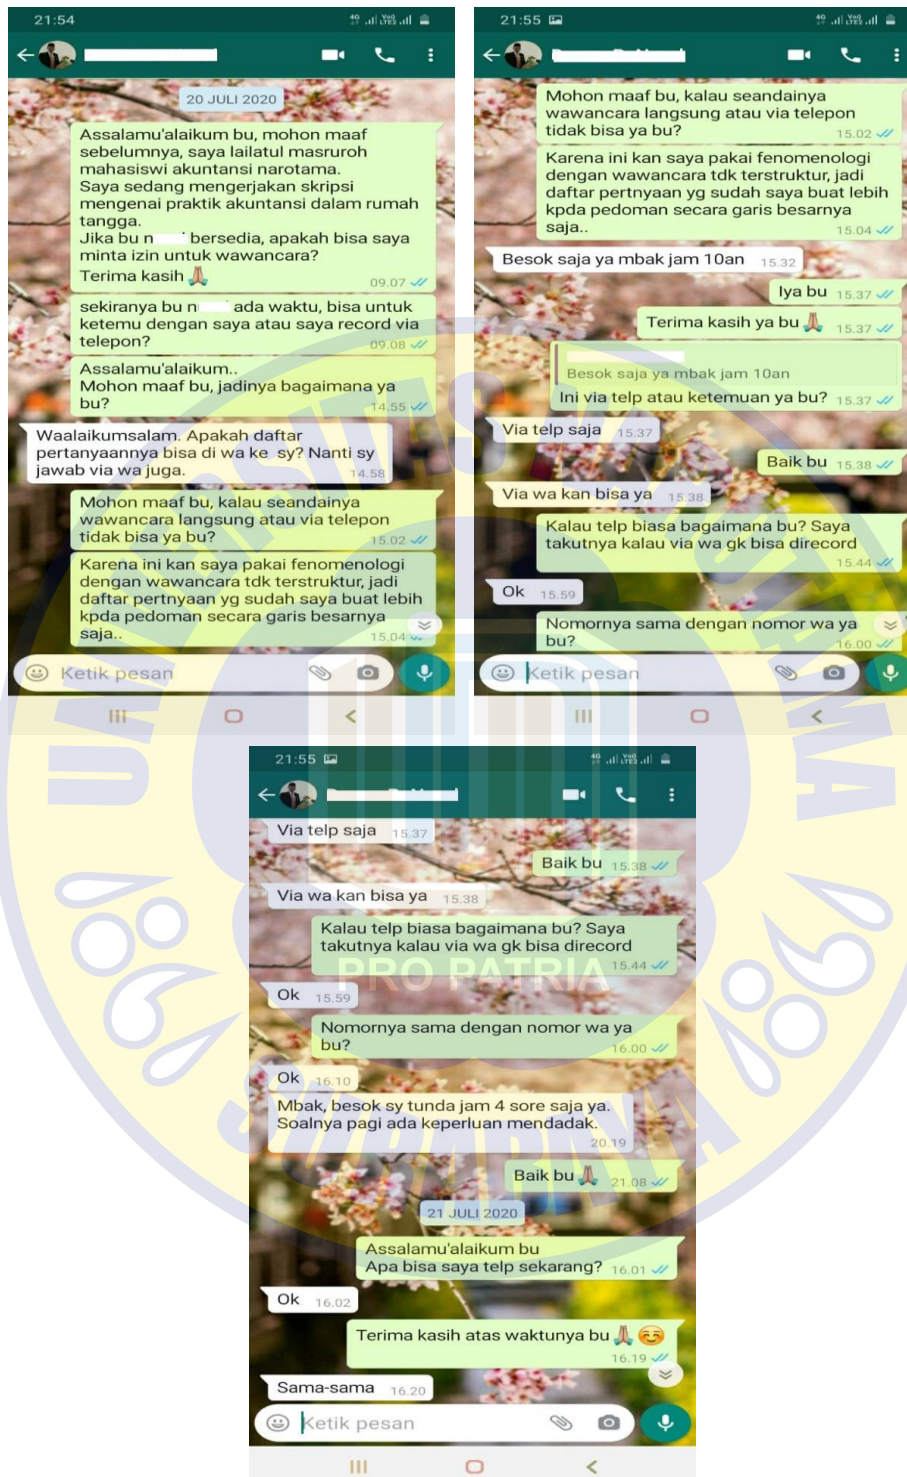 21:54
20 JULI 2020
Assalamu'alaikum bu, mohon maaf
sebelumnya, saya lailatul masruroh
mahasiswi akuntansi narotama.
Saya sedang mengerjakan skripsi
mengenai praktik akuntansi dalam rumah
tangga.
Jika bu n bersedia, apakah bisa saya
minta izin untuk wawancara?
Terima kasih 🙏 09.07
sekiranya bu n ada waktu, bisa untuk
ketemu dengan saya atau saya record via
telepon? 09.08
Assalamu'alaikum..
Mohon maaf bu, jadinya bagaimana ya
bu? 14.55
Waalaikumsalam. Apakah daftar
pertanyaannya bisa di wa ke sy? Nanti sy
jawab via wa juga. 14.58
Mohon maaf bu, kalau seandainya
wawancara langsung atau via telepon
tidak bisa ya bu? 15.02
Karena ini kan saya pakai fenomenologi
dengan wawancara tdk terstruktur, jadi
daftar pertnyaan yg sudah saya buat lebih
kpda pedoman secara garis besarnya
saja.. 15.04
Ketik pesan
21:55
Mohon maaf bu, kalau seandainya
wawancara langsung atau via telepon
tidak bisa ya bu? 15.02
Karena ini kan saya pakai fenomenologi
dengan wawancara tdk terstruktur, jadi
daftar pertnyaan yg sudah saya buat lebih
kpda pedoman secara garis besarnya
saja.. 15.04
Besok saja ya mbak jam 10an 15.32
Iya bu 15.37
Terima kasih ya bu 🙏 15.37
Besok saja ya mbak jam 10an
Ini via telp atau ketemuan ya bu? 15.37
Via telp saja 15.37
Baik bu 15.38
Via wa kan bisa ya 15.38
Kalau telp biasa bagaimana bu? Saya
takutnya kalau via wa gk bisa direcord
15.44
Ok 15.59
Nomornya sama dengan nomor wa ya
bu? 16.00
Ketik pesan
21:55
Via telp saja 15.37
Baik bu 15.38
Via wa kan bisa ya 15.38
Kalau telp biasa bagaimana bu? Saya
takutnya kalau via wa gk bisa direcord
15.44
Ok 15.59
Nomornya sama dengan nomor wa ya
bu? 16.00
Ok 16.10
Mbak, besok sy tunda jam 4 sore saja ya.
Soalnya pagi ada keperluan mendadak.
20.19
Baik bu 🙏 21.08
21 JULI 2020
Assalamu'alaikum bu
Apa bisa saya telp sekarang? 16.01
Ok 16.02
Terima kasih atas waktunya bu 🙏 ☺️
16.19
Sama-sama 16.20
Ketik pesan
UNIVERSITAS NAROTAMA
PRO PATRIA
SURABAYA